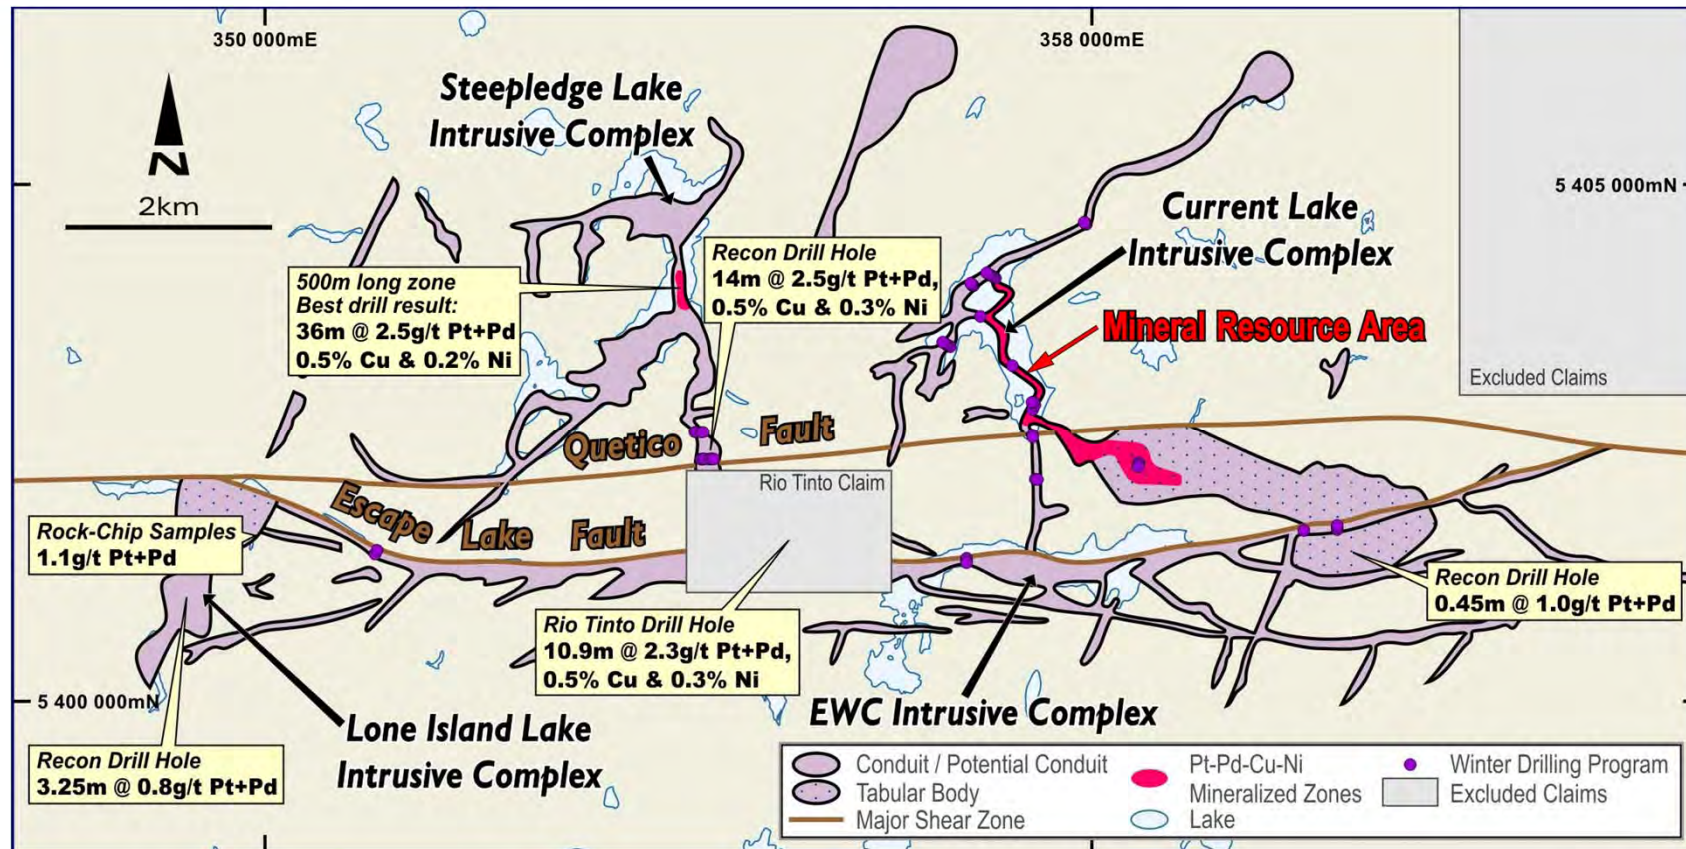 350 000mE
358 000mE
Steepledge Lake
Intrusive Complex
N
2km
5 405 000mN
Current Lake
Intrusive Complex
Recon Drill Hole
14m @ 2.5g/t Pt+Pd,
0.5% Cu & 0.3% Ni
500m long zone
Best drill result:
36m @ 2.5g/t Pt+Pd
0.5% Cu & 0.2% Ni
Mineral Resource Area
Excluded Claims
Quetico Fault
Rio Tinto Claim
Escape Lake Fault
Rock-Chip Samples
1.1g/t Pt+Pd
Recon Drill Hole
0.45m @ 1.0g/t Pt+Pd
Rio Tinto Drill Hole
10.9m @ 2.3g/t Pt+Pd,
0.5% Cu & 0.3% Ni
5 400 000mN
EWC Intrusive Complex
Lone Island Lake
Intrusive Complex
Recon Drill Hole
3.25m @ 0.8g/t Pt+Pd
Conduit / Potential Conduit
Tabular Body
Major Shear Zone
Pt-Pd-Cu-Ni
Mineralized Zones
Lake
Winter Drilling Program
Excluded Claims